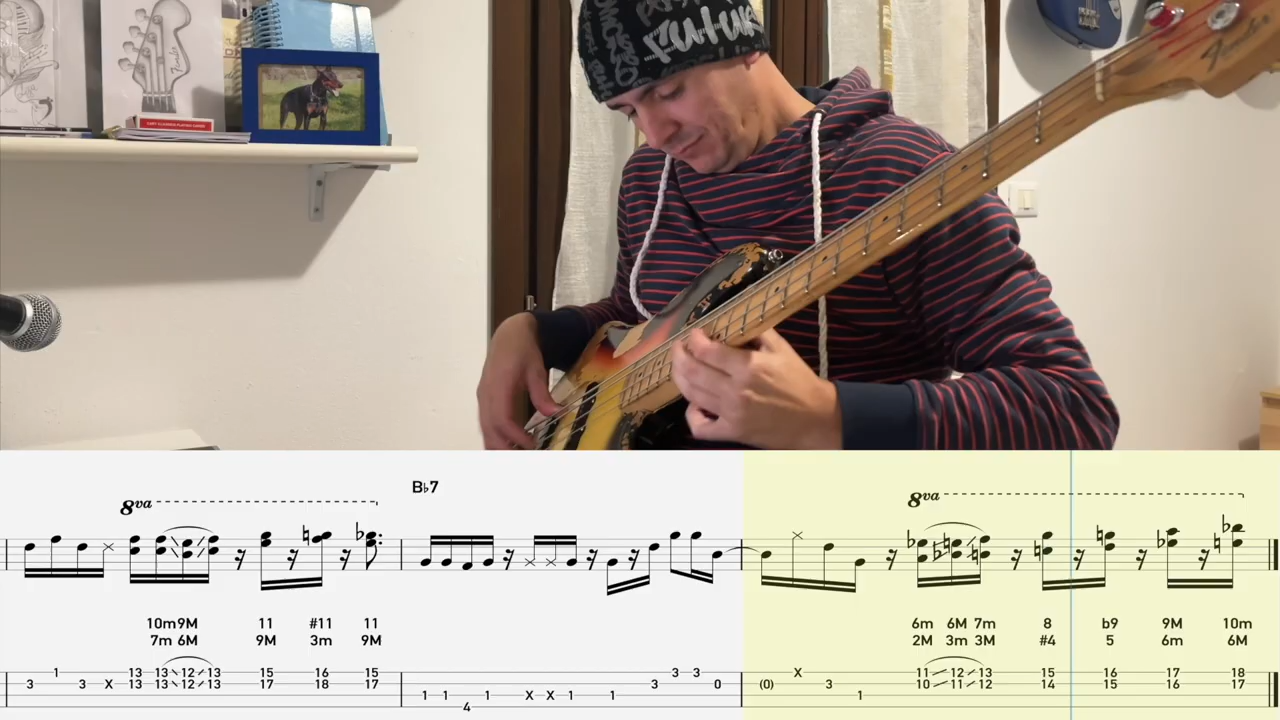 Future
Fender
8va
8va
B♭7
10m 9M 11 #11 11
7m 6M 9M 3m 9M
6m 6M 7m 8 b9 9M 10m
2M 3m 3M #4 5 6m 6M
1 13 13 12 13 15 16 15
3 3 X 13 13 12 13 17 18 17
3 3
3 0
1 1 1 X X 1 1
4
X 11 12 13 15 16 17 18
(0) 3 10 11 12 14 15 16 17
1